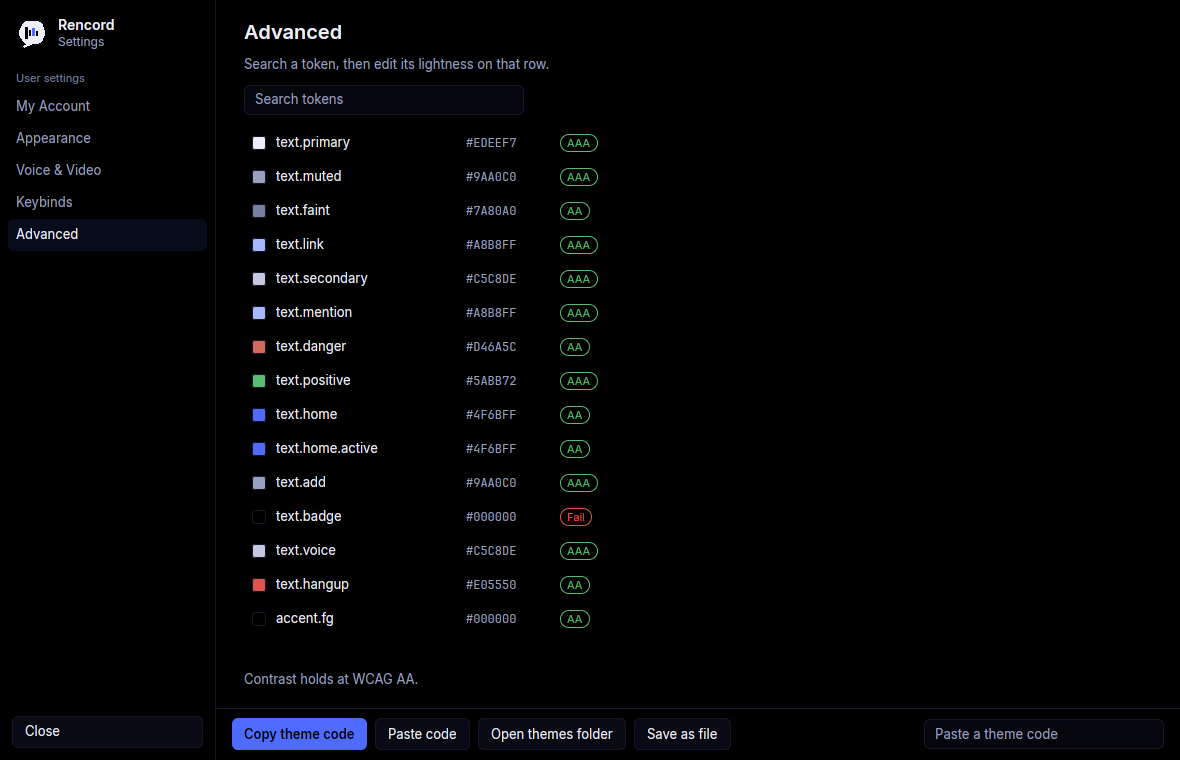 Rencord
Settings
User settings
My Account
Appearance
Voice & Video
Keybinds
Advanced
Close
Advanced
Search a token, then edit its lightness on that row.
Search tokens
text.primary #EDEEF7 AAA
text.muted #9AA0C0 AAA
text.faint #7A80A0 AA
text.link #A8B8FF AAA
text.secondary #C5C8DE AAA
text.mention #A8B8FF AAA
text.danger #D46A5C AA
text.positive #5ABB72 AAA
text.home #4F6BFF AA
text.home.active #4F6BFF AA
text.add #9AA0C0 AAA
text.badge #000000 Fail
text.voice #C5C8DE AAA
text.hangup #E05550 AA
accent.fg #000000 AA
Contrast holds at WCAG AA.
Copy theme code Paste code Open themes folder Save as file Paste a theme code